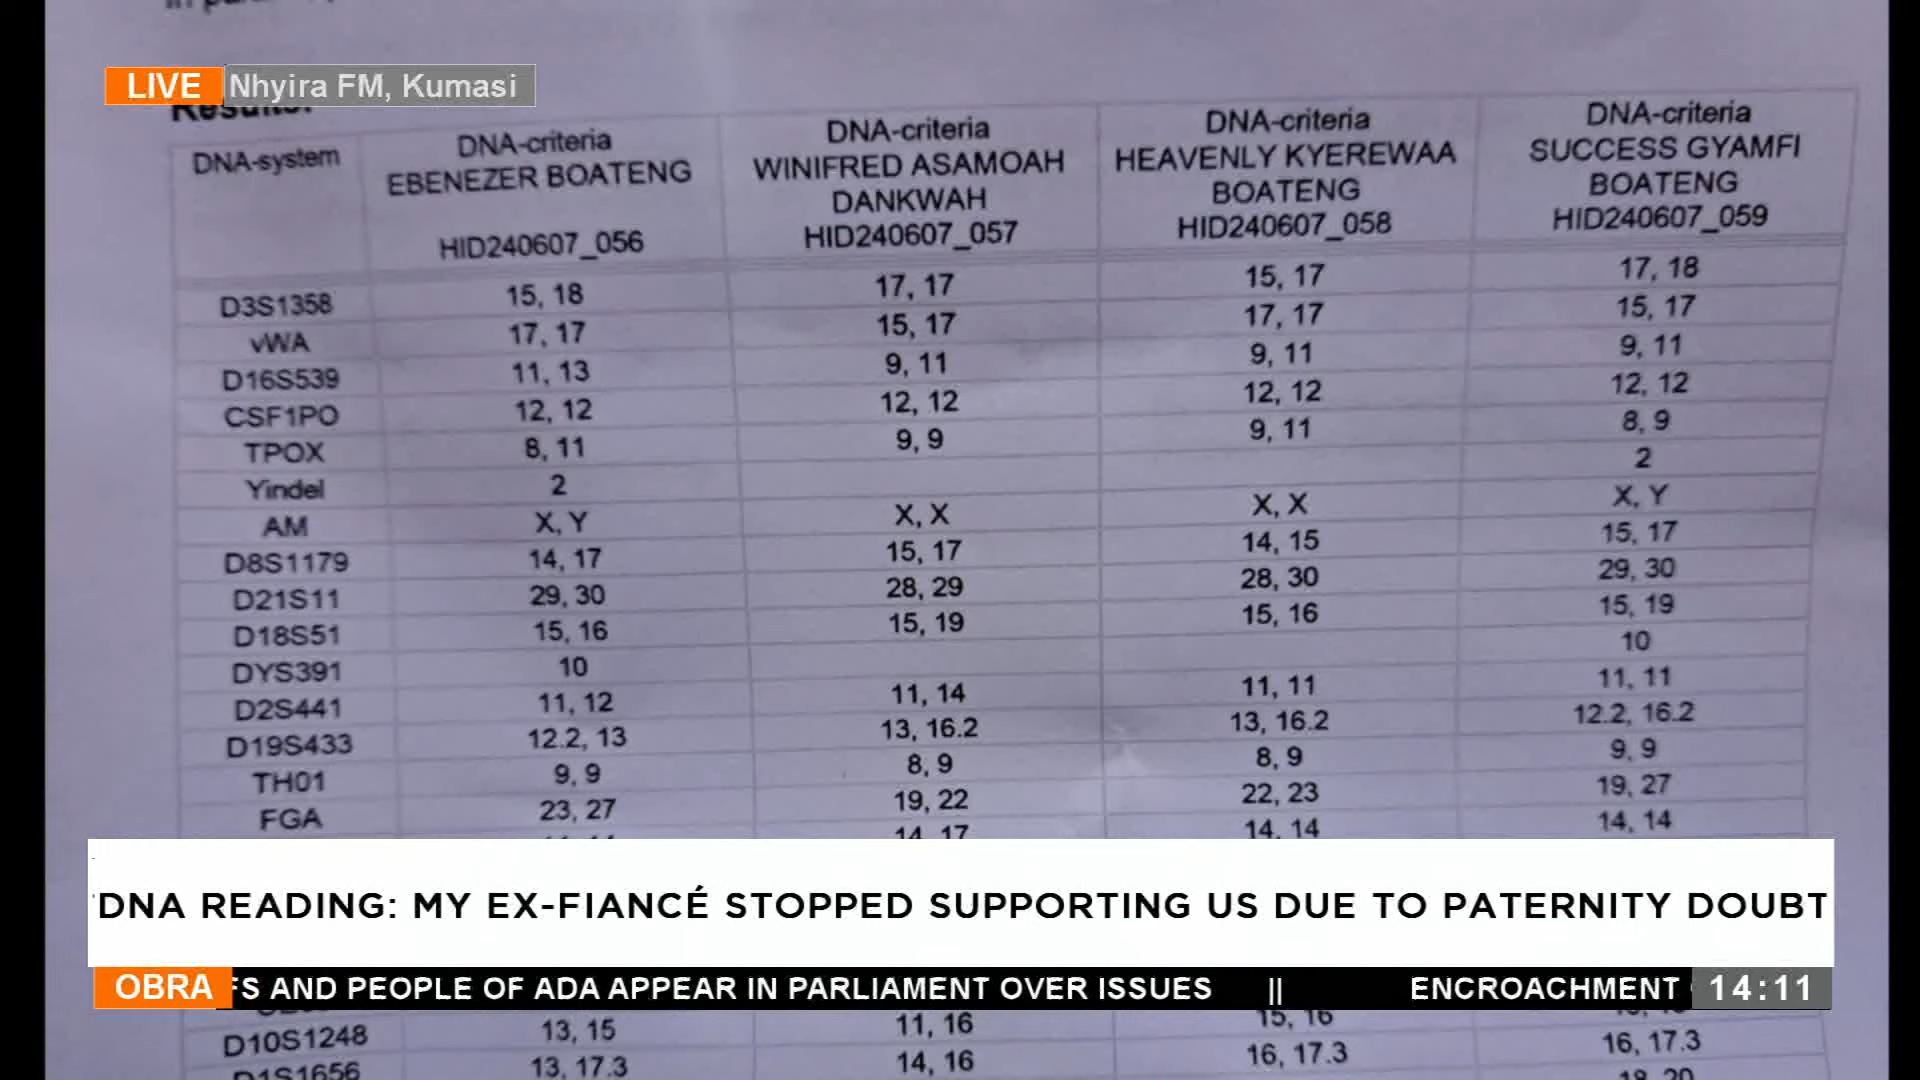 LIVE Nhyira FM, Kumasi
Results:
DNA-system
DNA-criteria EBENEZER BOATENG HID240607_056
DNA-criteria WINIFRED ASAMOAH DANKWAH HID240607_057
DNA-criteria HEAVENLY KYEREWAA BOATENG HID240607_058
DNA-criteria SUCCESS GYAMFI BOATENG HID240607_059
D3S1358 15, 18 17, 17 15, 17 17, 18
vWA 17, 17 15, 17 17, 17 15, 17
D16S539 11, 13 9, 11 9, 11 9, 11
CSF1PO 12, 12 12, 12 12, 12 12, 12
TPOX 8, 11 9, 9 9, 11 8, 9
Yindel 2 2
AM X, Y X, X X, X X, Y
D8S1179 14, 17 15, 17 14, 15 15, 17
D21S11 29, 30 28, 29 28, 30 29, 30
D18S51 15, 16 15, 19 15, 16 15, 19
DYS391 10 10
D2S441 11, 12 11, 14 11, 11 11, 11
D19S433 12.2, 13 13, 16.2 13, 16.2 12.2, 16.2
TH01 9, 9 8, 9 8, 9 9, 9
FGA 23, 27 19, 22 22, 23 19, 27
14, 17 14, 14 14, 14
DNA READING: MY EX-FIANCÉ STOPPED SUPPORTING US DUE TO PATERNITY DOUBT
OBRA FS AND PEOPLE OF ADA APPEAR IN PARLIAMENT OVER ISSUES || ENCROACHMENT 14:11
D10S1248 13, 15 11, 16 15, 16
D1S1656 13, 17.3 14, 16 16, 17.3 16, 17.3
18, 20